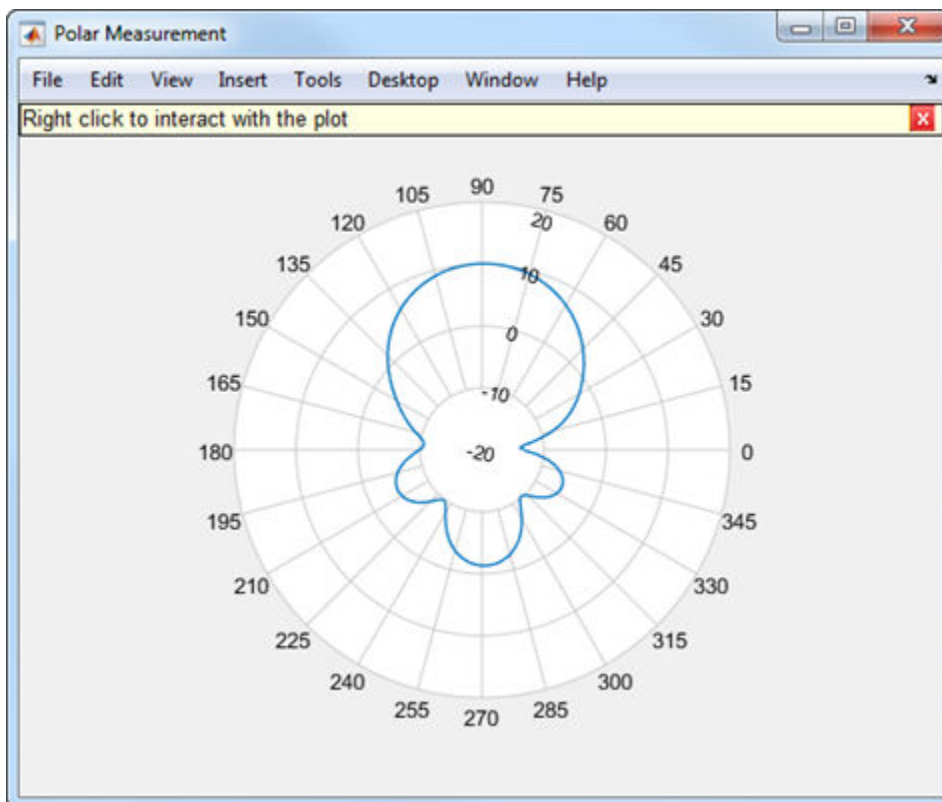 Polar Measurement
File Edit View Insert Tools Desktop Window Help
Right click to interact with the plot
90
105 75
120 20 60
135 45
10
150 30
0
165 15
-10
180 -20 0
195 345
210 330
225 315
240 300
255 285
270